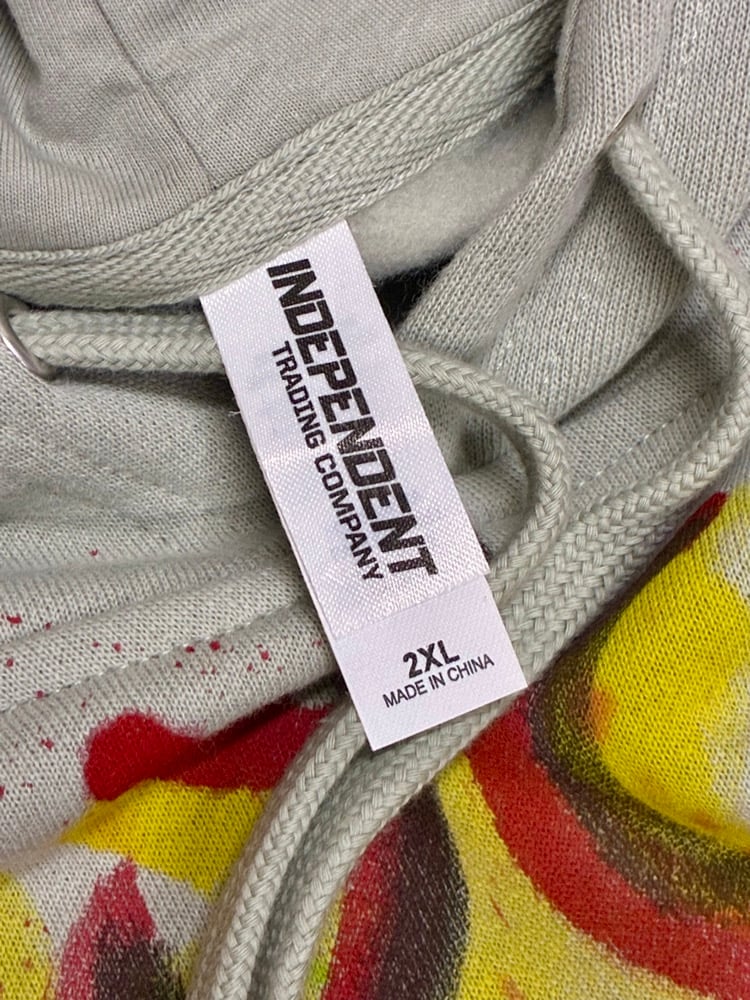 INDEPENDENT
TRADING COMPANY
2XL
MADE IN CHINA